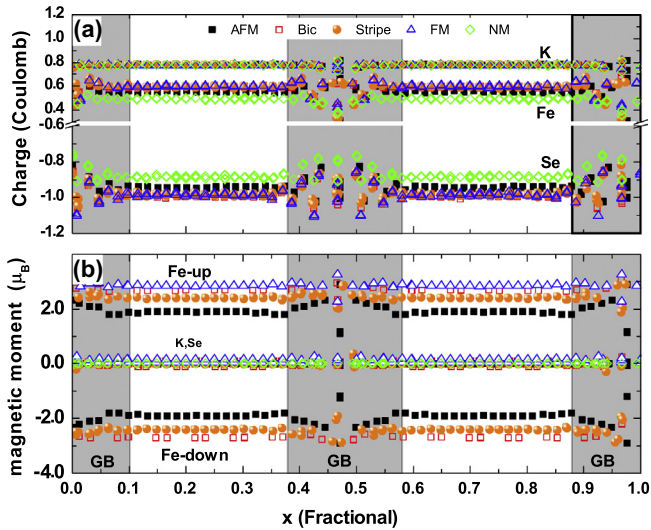 AFM Bic Stripe FM NM
(a)
Charge (Coulomb)
1.2
1.0
0.8
0.6
0.4
-0.6
-0.8
-1.0
-1.2
K
Fe
Se
(b)
magnetic moment (μB)
2.0
0.0
-2.0
-4.0
Fe-up
K,Se
Fe-down
GB GB GB
0.0 0.1 0.2 0.3 0.4 0.5 0.6 0.7 0.8 0.9 1.0
x (Fractional)